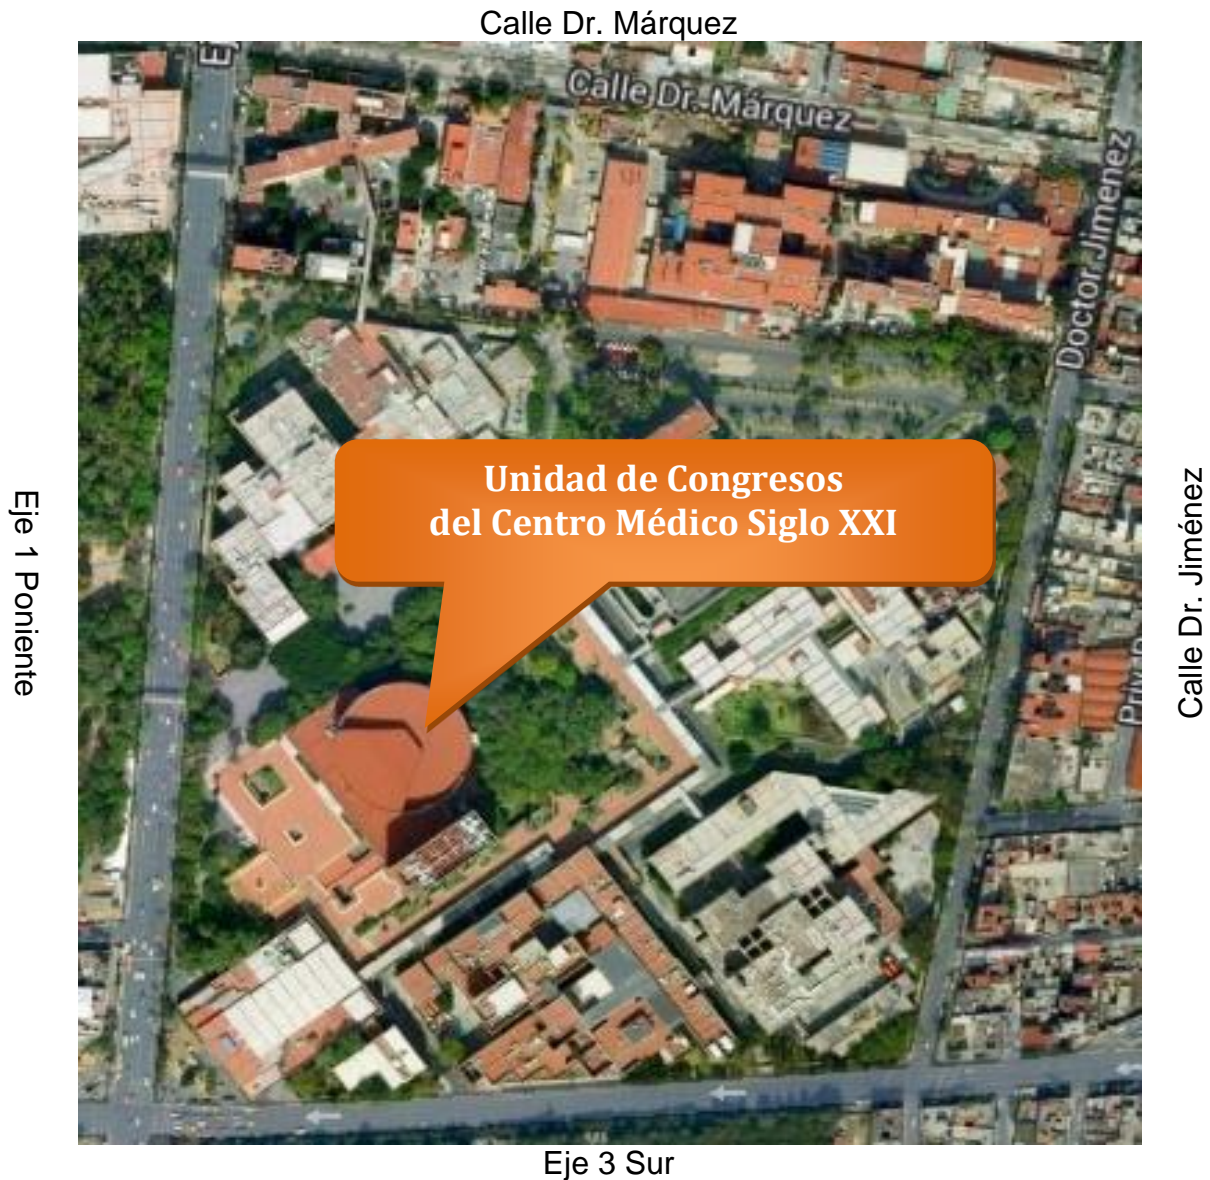 Calle Dr. Márquez
Calle Dr. Márquez
Doctor Jimenez
Unidad de Congresos
del Centro Médico Siglo XXI
Eje 1 Poniente
Calle Dr. Jiménez
Eje 3 Sur